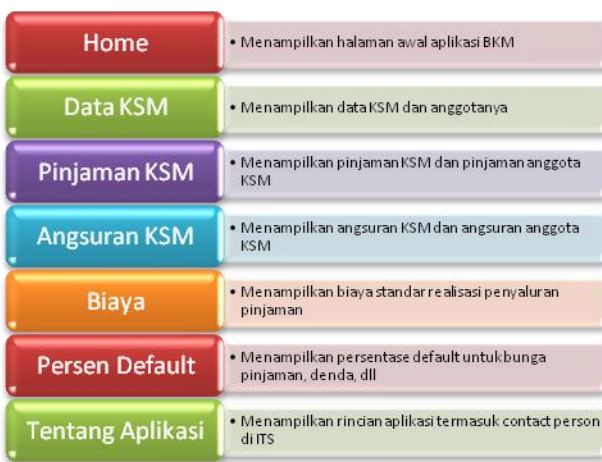 Home
• Menampilkan halaman awal aplikasi BKM
Data KSM
• Menampilkan data KSM dan anggotanya
Pinjaman KSM
• Menampilkan pinjaman KSM dan pinjaman anggota
KSM
Angsuran KSM
• Menampilkan angsuran KSM dan angsuran anggota
KSM
Biaya
• Menampilkan biaya standar realisasi penyaluran
pinjaman
Persen Default
• Menampilkan persentase default untuk bunga
pinjaman, denda, dll
Tentang Aplikasi
• Menampilkan rincian aplikasi termasuk contact person
di ITS